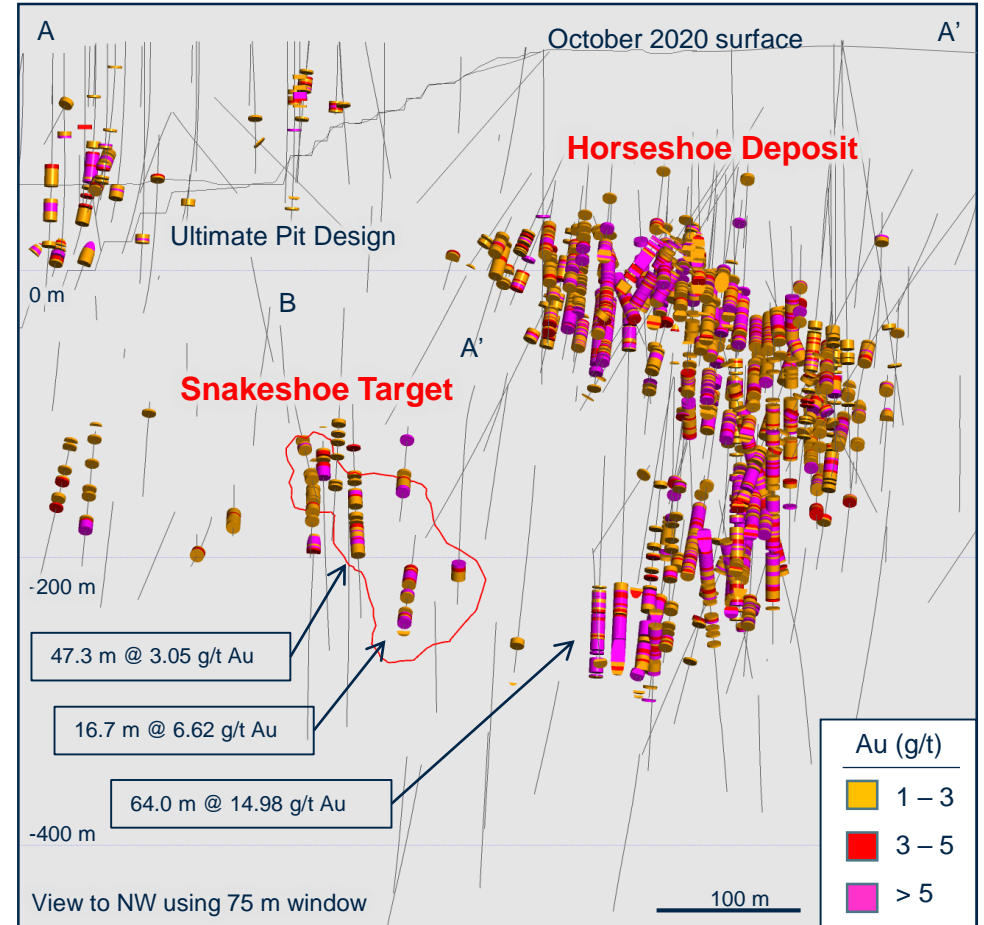 A
October 2020 surface
A'
Horseshoe Deposit
Ultimate Pit Design
0 m
B
A'
Snakeshoe Target
-200 m
47.3 m @ 3.05 g/t Au
16.7 m @ 6.62 g/t Au
64.0 m @ 14.98 g/t Au
-400 m
Au (g/t)
1 – 3
3 – 5
> 5
View to NW using 75 m window
100 m